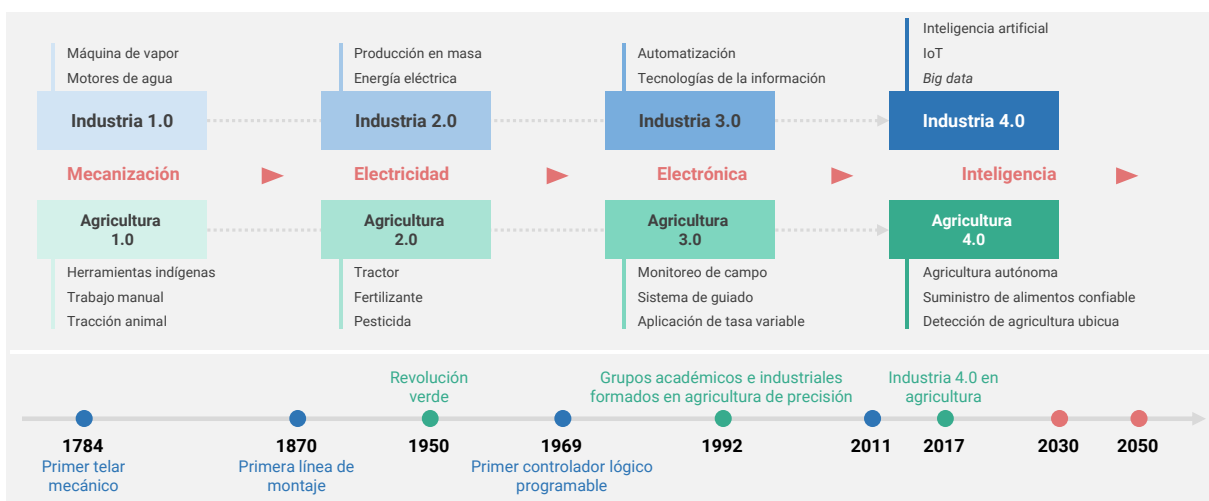 Máquina de vapor
Motores de agua
Industria 1.0
Producción en masa
Energía eléctrica
Industria 2.0
Automatización
Tecnologías de la información
Industria 3.0
Inteligencia artificial
IoT
Big data
Industria 4.0
Mecanización
Electricidad
Electrónica
Inteligencia
Agricultura
1.0
Herramientas indígenas
Trabajo manual
Tracción animal
Agricultura
2.0
Tractor
Fertilizante
Pesticida
Agricultura
3.0
Monitoreo de campo
Sistema de guiado
Aplicación de tasa variable
Agricultura
4.0
Agricultura autónoma
Suministro de alimentos confiable
Detección de agricultura ubicua
1784
Primer telar
mecánico
1870
Primera línea de
montaje
Revolución
verde
1950
1969
Primer controlador lógico
programable
Grupos académicos e industriales
formados en agricultura de precisión
1992
2011
Industria 4.0 en
agricultura
2017
2030
2050